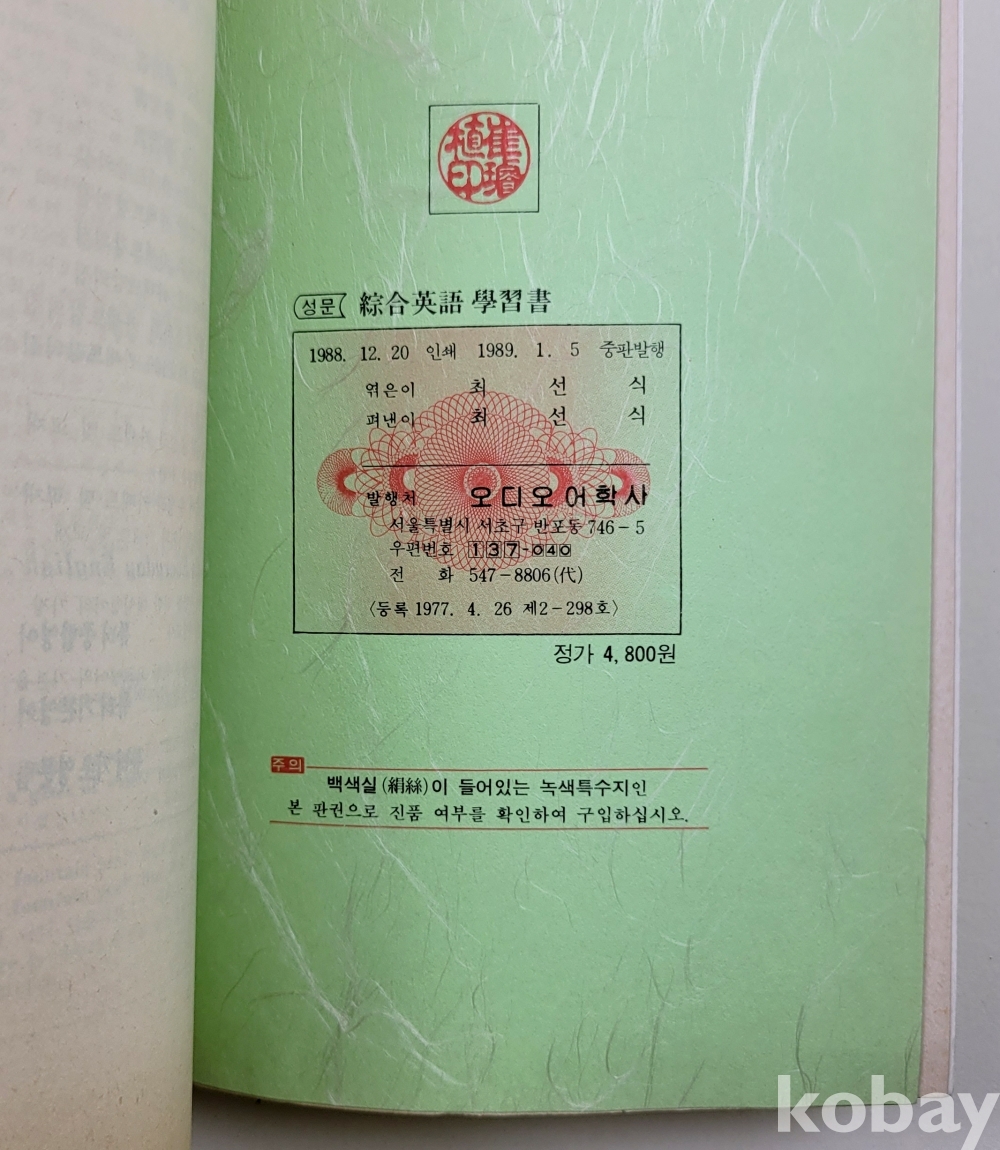 崔瑢植印
성문 綜合英語 學習書
1988. 12. 20 인쇄 1989. 1. 5 중판발행
엮은이 최 선 식
펴낸이 최 선 식
발행처 오디오어학사
서울특별시 서초구 반포동 746-5
우편번호 137-040
전 화 547-8806(代)
〈등록 1977. 4. 26 제2-298호〉
정가 4,800원
주의
백색실(絹絲)이 들어있는 녹색특수지인
본 판권으로 진품 여부를 확인하여 구입하십시오.
kobay